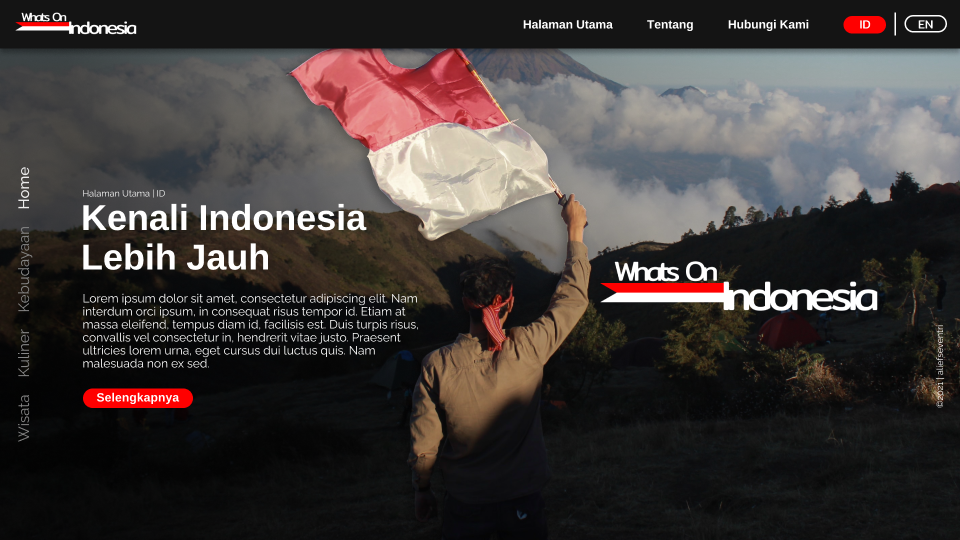 Whats On
Indonesia
Halaman Utama
Tentang
Hubungi Kami
ID
EN
Home
Kebudayaan
Kuliner
Wisata
Halaman Utama | ID
Kenali Indonesia
Lebih Jauh
Lorem ipsum dolor sit amet, consectetur adipiscing elit. Nam
interdum orci ipsum, in consequat risus tempor id. Etiam at
massa eleifend, tempus diam id, facilisis est. Duis turpis risus,
convallis vel consectetur in, hendrerit vitae justo. Praesent
ultricies lorem urna, eget cursus dui luctus quis. Nam
malesuada non ex sed.
Selengkapnya
Whats On
Indonesia
©2021 | aliefseventri